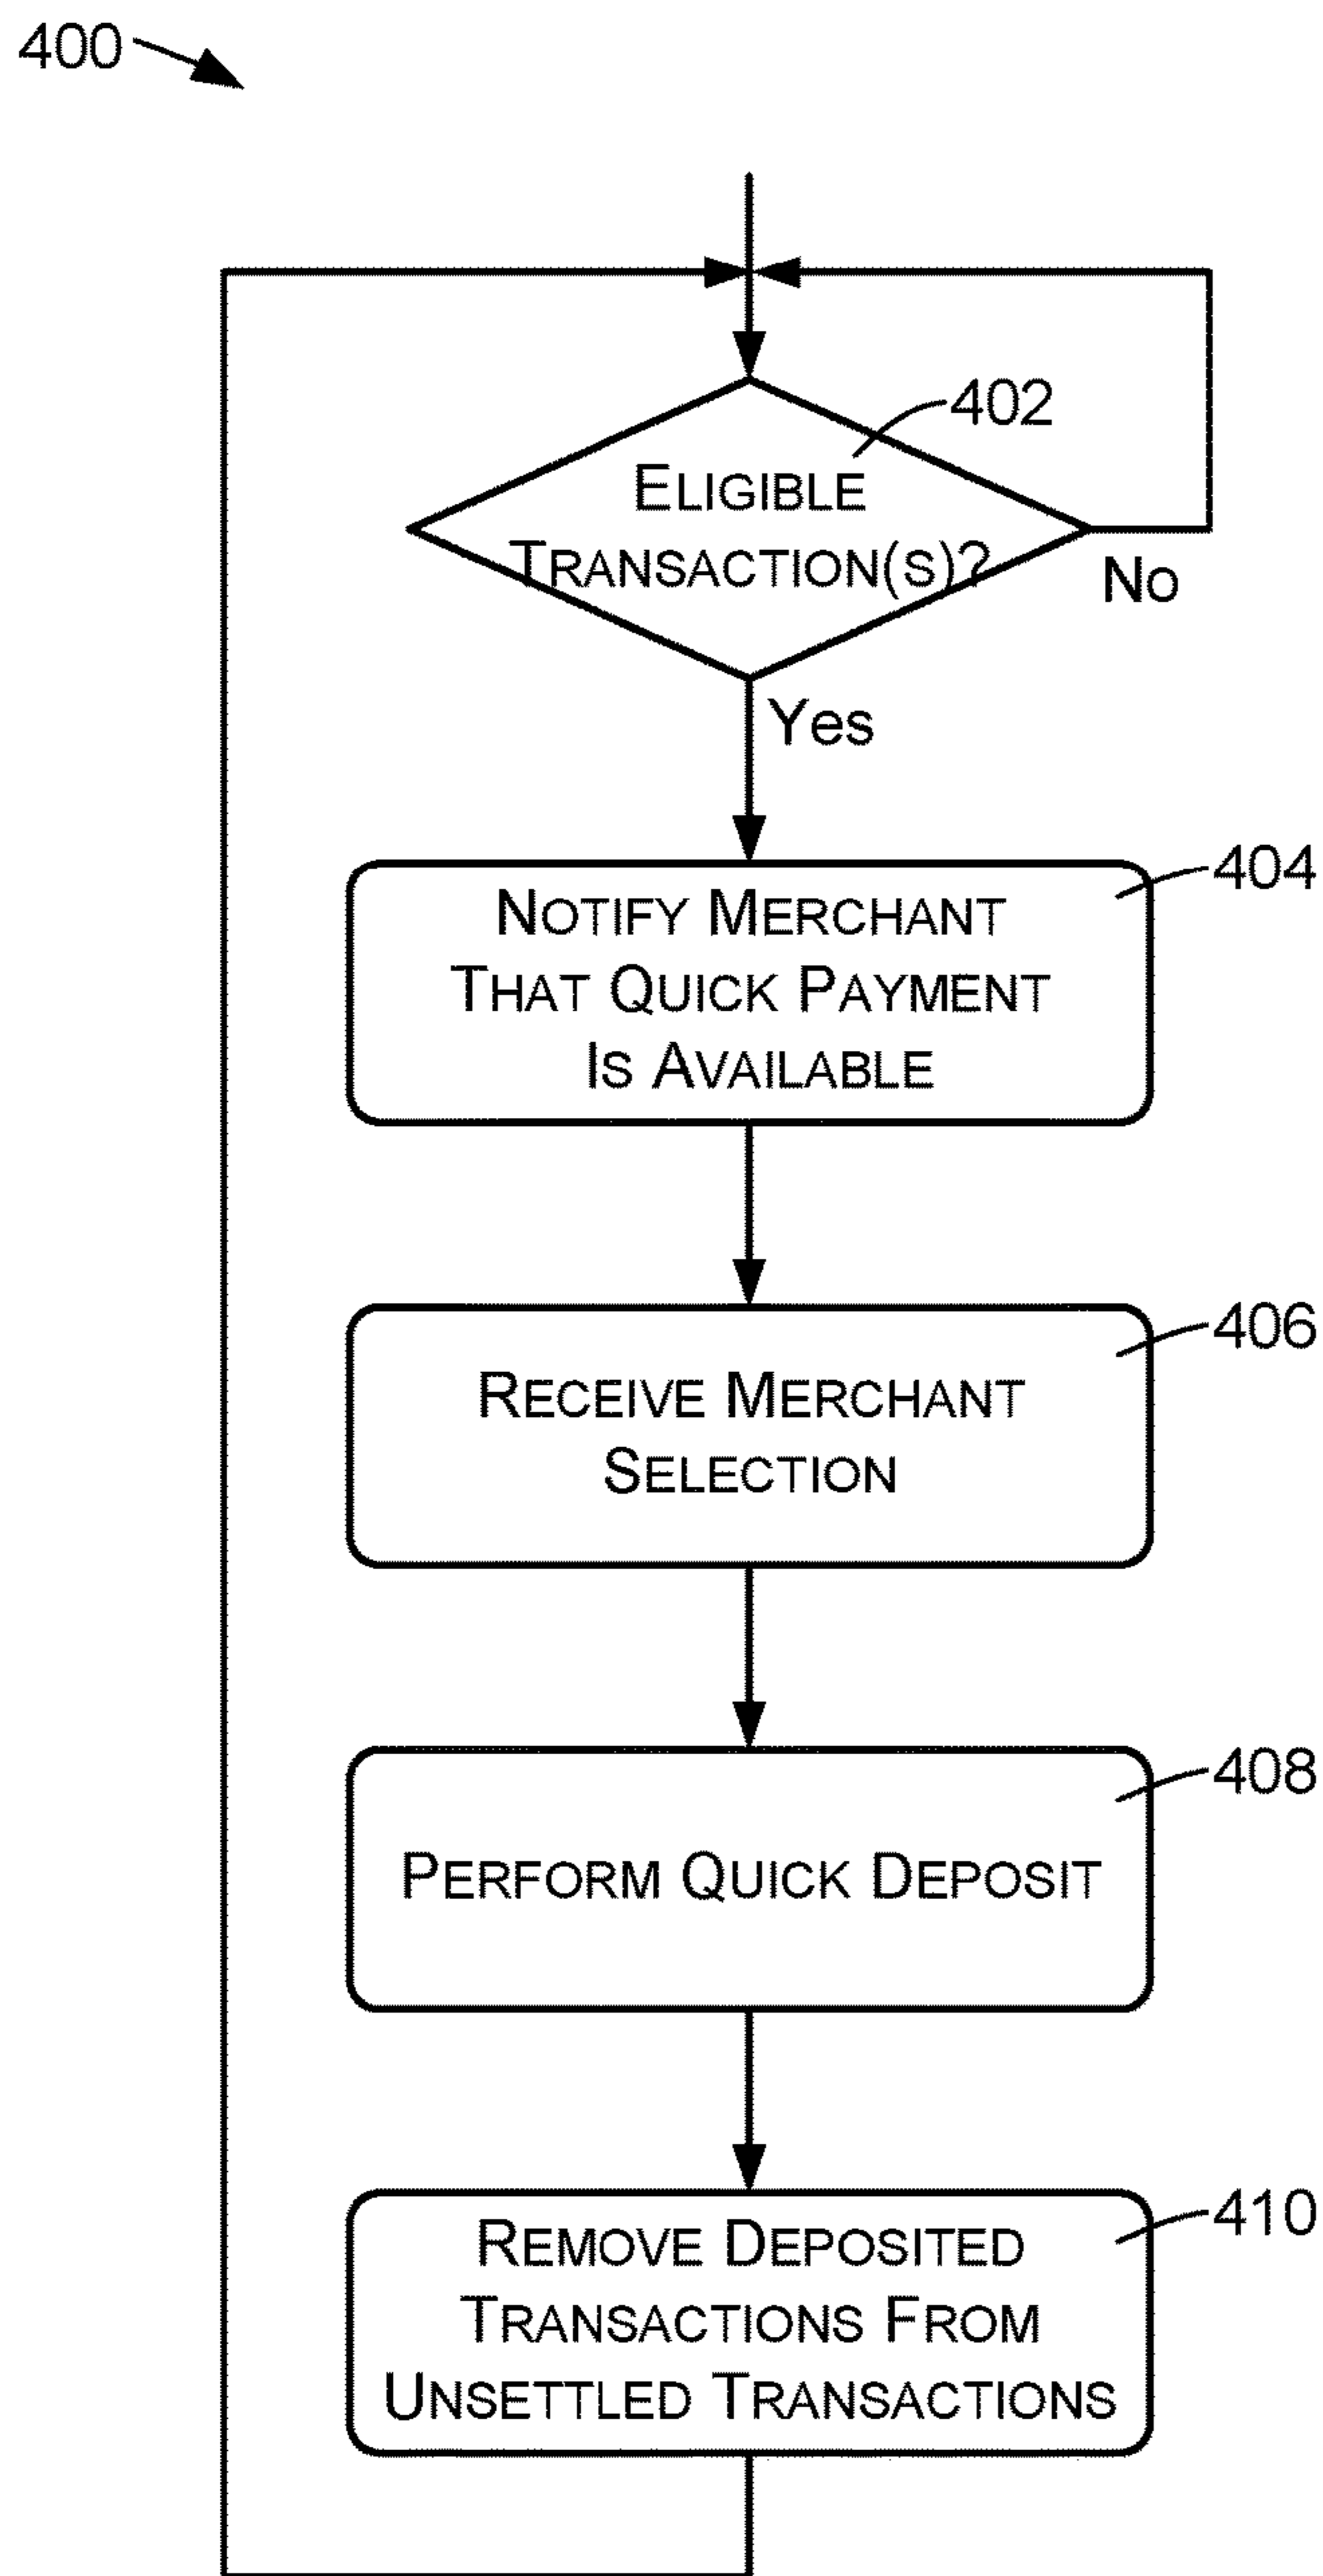 400
402
ELIGIBLE
TRANSACTION(S)?
No
Yes
404
NOTIFY MERCHANT
THAT QUICK PAYMENT
IS AVAILABLE
406
RECEIVE MERCHANT
SELECTION
408
PERFORM QUICK DEPOSIT
410
REMOVE DEPOSITED
TRANSACTIONS FROM
UNSETTLED TRANSACTIONS